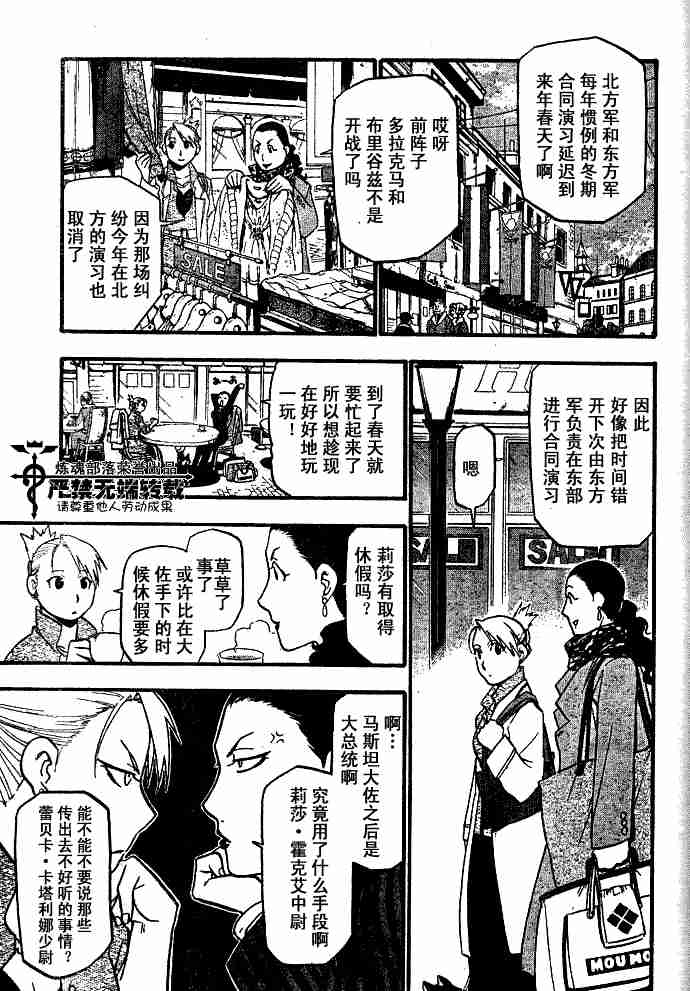 北方军和东方军
每年惯例的冬期
合同演习延迟到
来年春天了啊
哎呀
前阵子
多拉克马和
布里谷兹不是
开战了吗
因为那场纠
纷今年在北
方的演习也
取消了
SALE
因此
好像把时间错
开下次由东方
军负责在东部
进行合同演习
嗯
到了春天就
要忙起来了
所以想趁现
在好好地玩
一玩！
あーあ
炼魂部落荣誉出品
严禁无端转载
请尊重他人劳动成果
莉莎有取得
休假吗？
草草了
事了
或许比在大
佐手下的时
候休假要多
SALE
SALE
MOUMO
啊…
马斯坦大佐之后是
大总统啊
究竟用了什么手段啊
莉莎·霍克艾中尉
能不能不要说那些
传出去不好听的事情？
蕾贝卡·卡塔利娜少尉